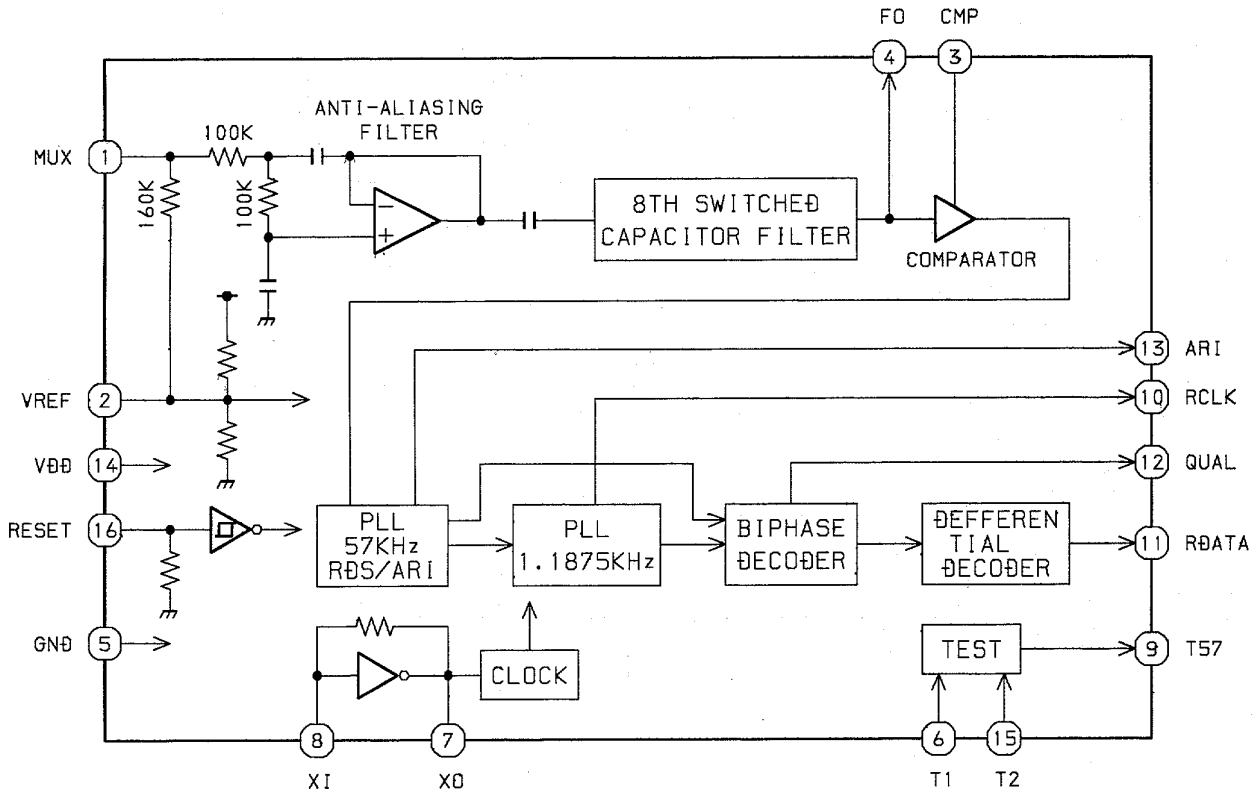 FO CMP
4 3
ANTI-ALIASING
FILTER
MUX 1
100K
160K
100K
−
+
8TH SWITCHED
CAPACITOR FILTER
COMPARATOR
13 ARI
VREF 2
10 RCLK
VDD 14
12 QUAL
RESET 16
PLL
57KHz
RDS/ARI
PLL
1.1875KHz
BIPHASE
DECODER
DEFFEREN
TIAL
DECODER
11 RDATA
GND 5
CLOCK
TEST
9 T57
8 7 6 15
XI XO T1 T2